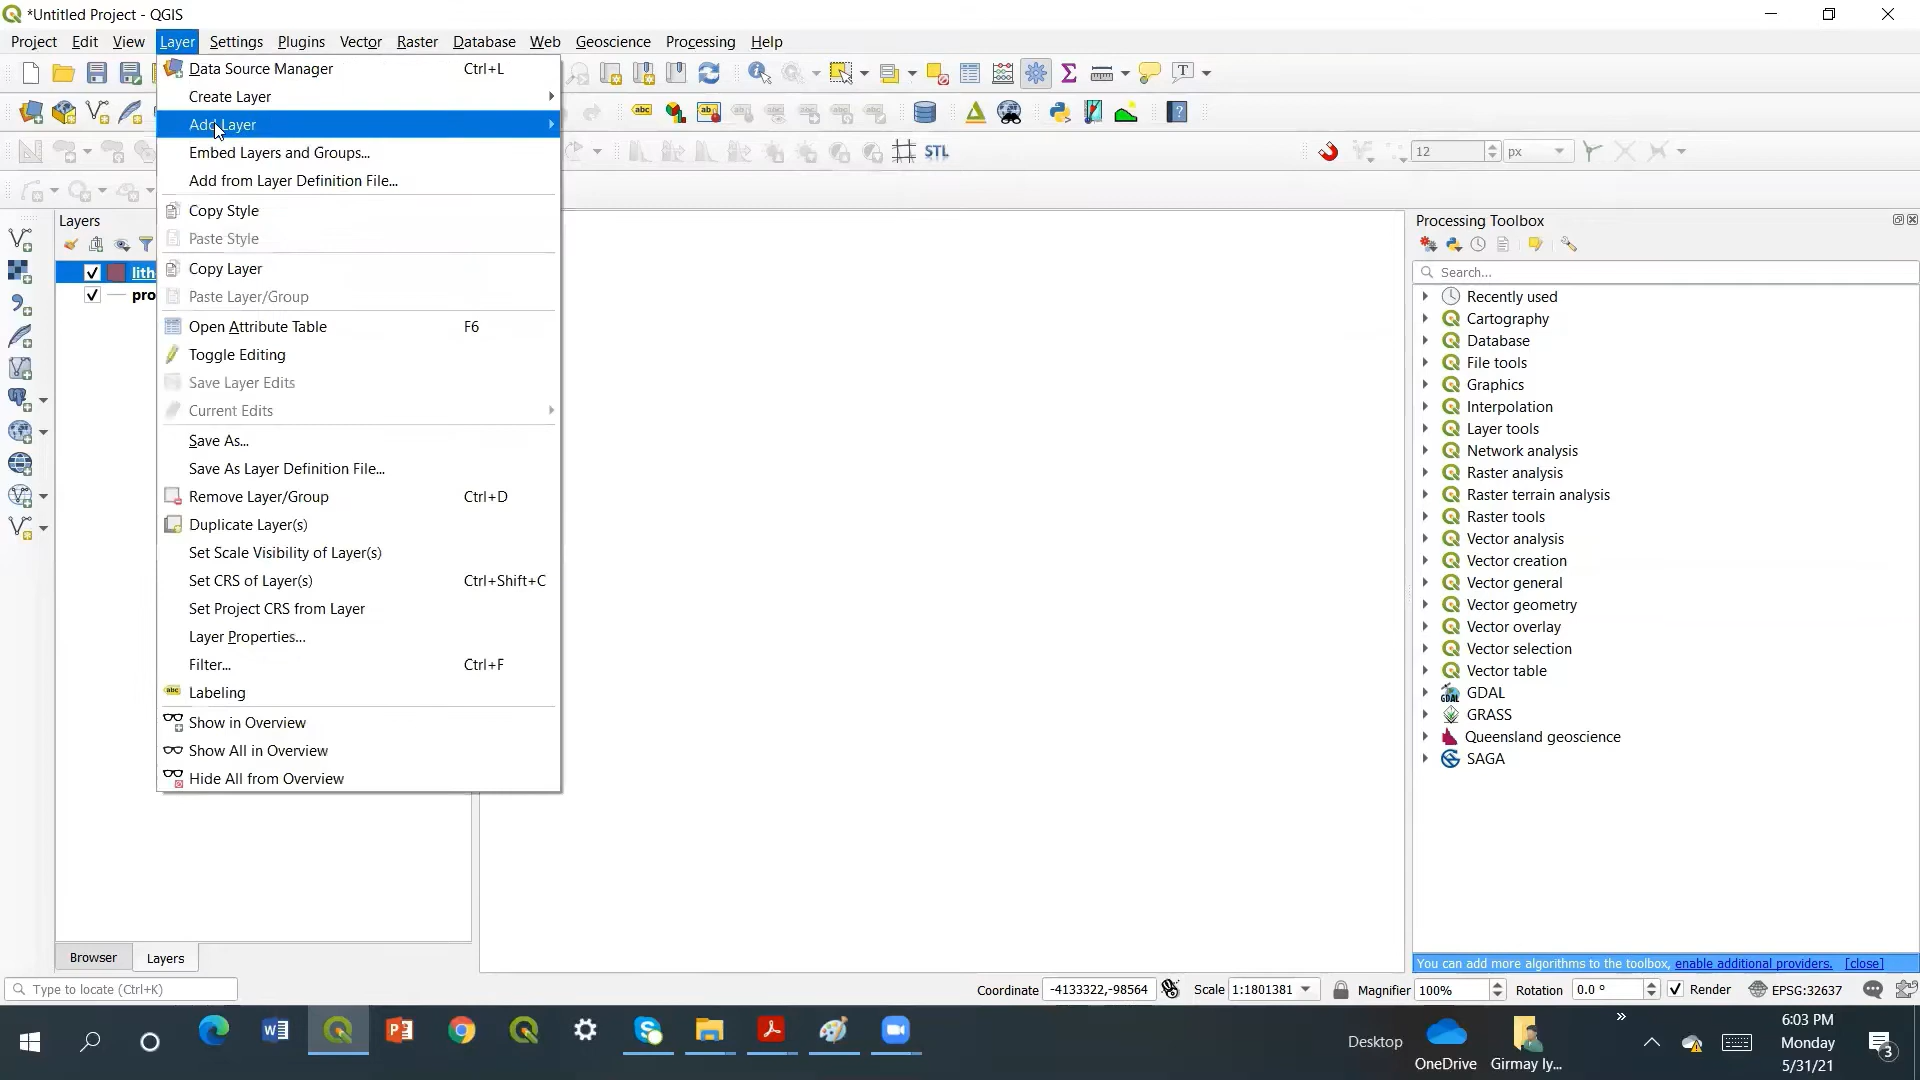 *Untitled Project - QGIS
Project Edit View Layer Settings Plugins Vector Raster Database Web Geoscience Processing Help
Data Source Manager Ctrl+L
Create Layer
Add Layer
Embed Layers and Groups...
Add from Layer Definition File...
Copy Style
Paste Style
Copy Layer
Paste Layer/Group
Open Attribute Table F6
Toggle Editing
Save Layer Edits
Current Edits
Save As...
Save As Layer Definition File...
Remove Layer/Group Ctrl+D
Duplicate Layer(s)
Set Scale Visibility of Layer(s)
Set CRS of Layer(s) Ctrl+Shift+C
Set Project CRS from Layer
Layer Properties...
Filter... Ctrl+F
Labeling
Show in Overview
Show All in Overview
Hide All from Overview
abc
STL
12 px
Layers
lith
pro
Browser Layers
Processing Toolbox
Search...
Recently used
Cartography
Database
File tools
Graphics
Interpolation
Layer tools
Network analysis
Raster analysis
Raster terrain analysis
Raster tools
Vector analysis
Vector creation
Vector general
Vector geometry
Vector overlay
Vector selection
Vector table
GDAL
GRASS
Queensland geoscience
SAGA
You can add more algorithms to the toolbox, enable additional providers. [close]
Type to locate (Ctrl+K)
Coordinate -4133322,-98564 Scale 1:1801381 Magnifier 100% Rotation 0.0 ° Render EPSG:32637
Desktop
OneDrive
Girmay ly...
6:03 PM
Monday
5/31/21
3